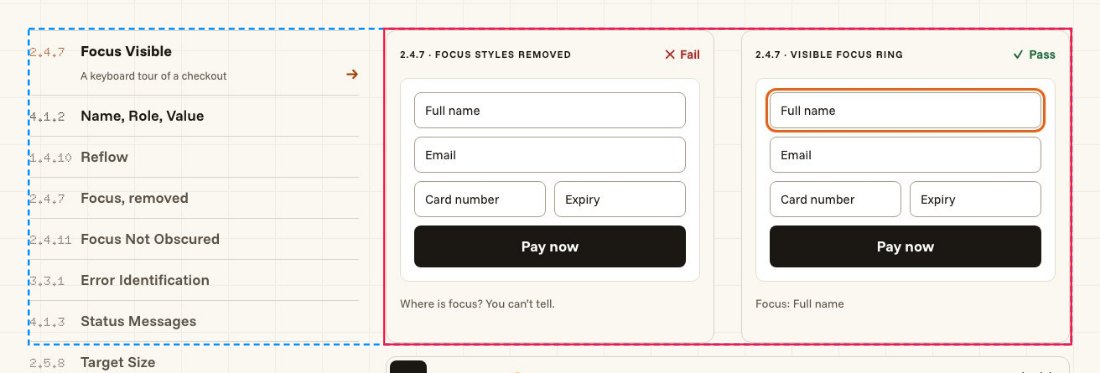 2.4.7 Focus Visible
A keyboard tour of a checkout →
4.1.2 Name, Role, Value
1.4.10 Reflow
2.4.7 Focus, removed
2.4.11 Focus Not Obscured
3.3.1 Error Identification
4.1.3 Status Messages
2.5.8 Target Size
2.4.7 · FOCUS STYLES REMOVED ✕ Fail
Full name
Email
Card number Expiry
Pay now
Where is focus? You can't tell.
2.4.7 · VISIBLE FOCUS RING ✓ Pass
Full name
Email
Card number Expiry
Pay now
Focus: Full name